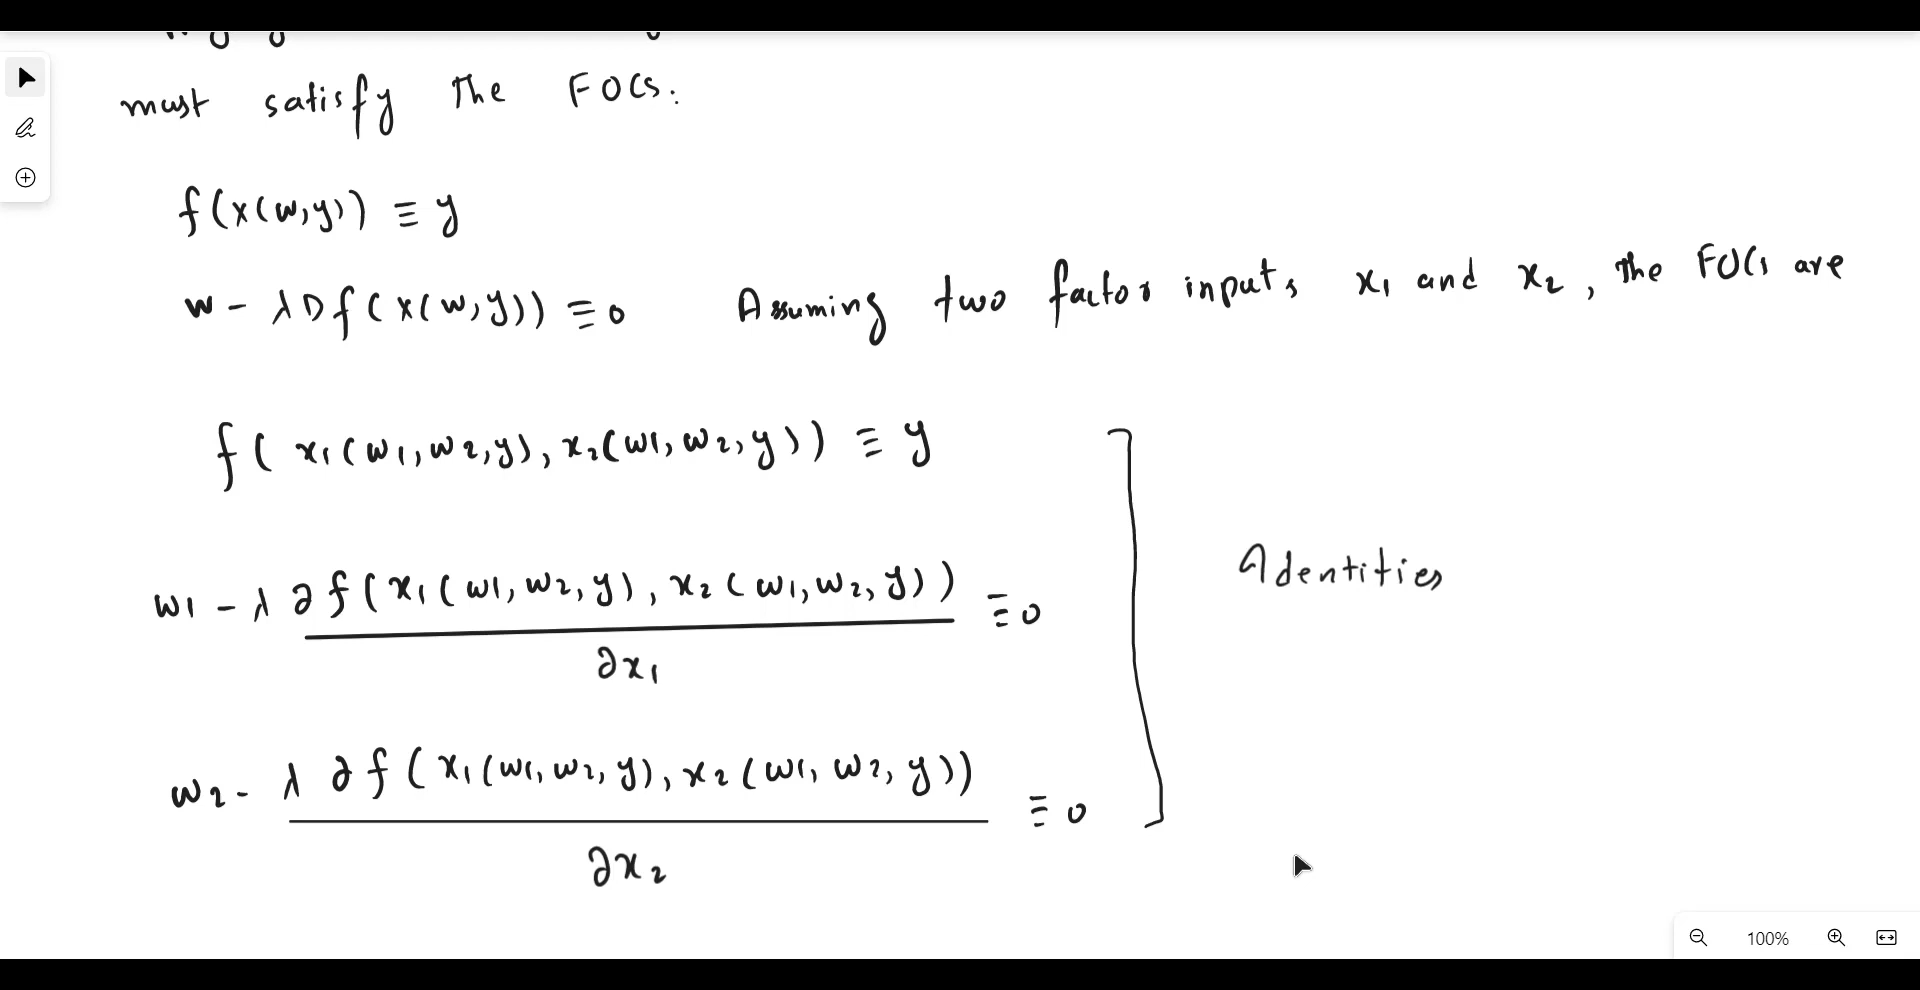 must satisfy the FOCs:
f(x(w,y)) ≡ y
w - λDf(x(w,y)) ≡ 0 Assuming two factor inputs x₁ and x₂, the FOCs are
f(x₁(w₁,w₂,y), x₂(w₁,w₂,y)) ≡ y
w₁ - λ ∂f(x₁(w₁,w₂,y), x₂(w₁,w₂,y)) ≡ 0
∂x₁
Identities
w₂ - λ ∂f(x₁(w₁,w₂,y), x₂(w₁,w₂,y)) ≡ 0
∂x₂
100%